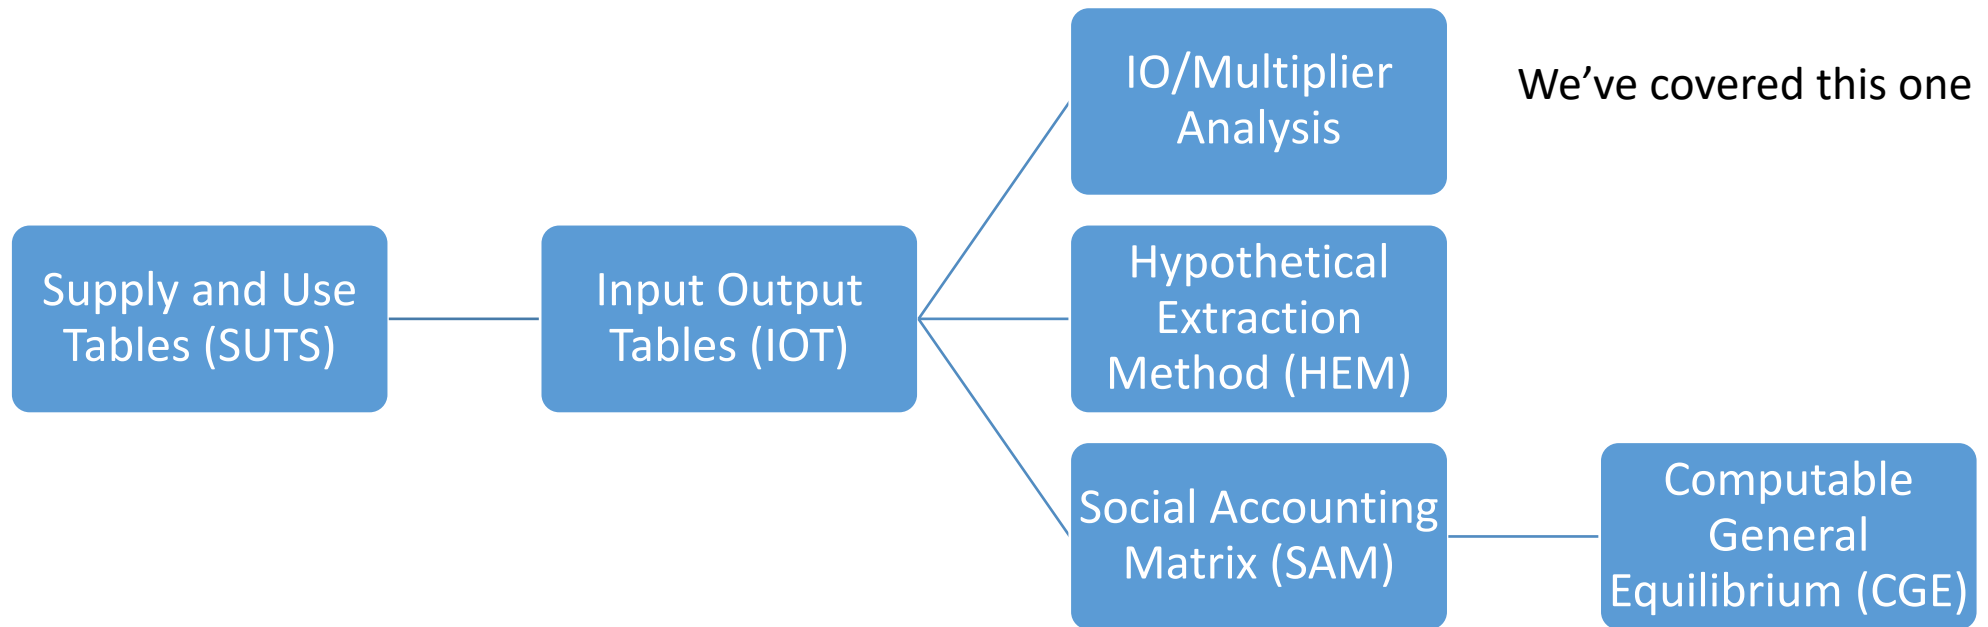 IO/Multiplier
Analysis
We’ve covered this one
Supply and Use
Tables (SUTS)
Input Output
Tables (IOT)
Hypothetical
Extraction
Method (HEM)
Social Accounting
Matrix (SAM)
Computable
General
Equilibrium (CGE)